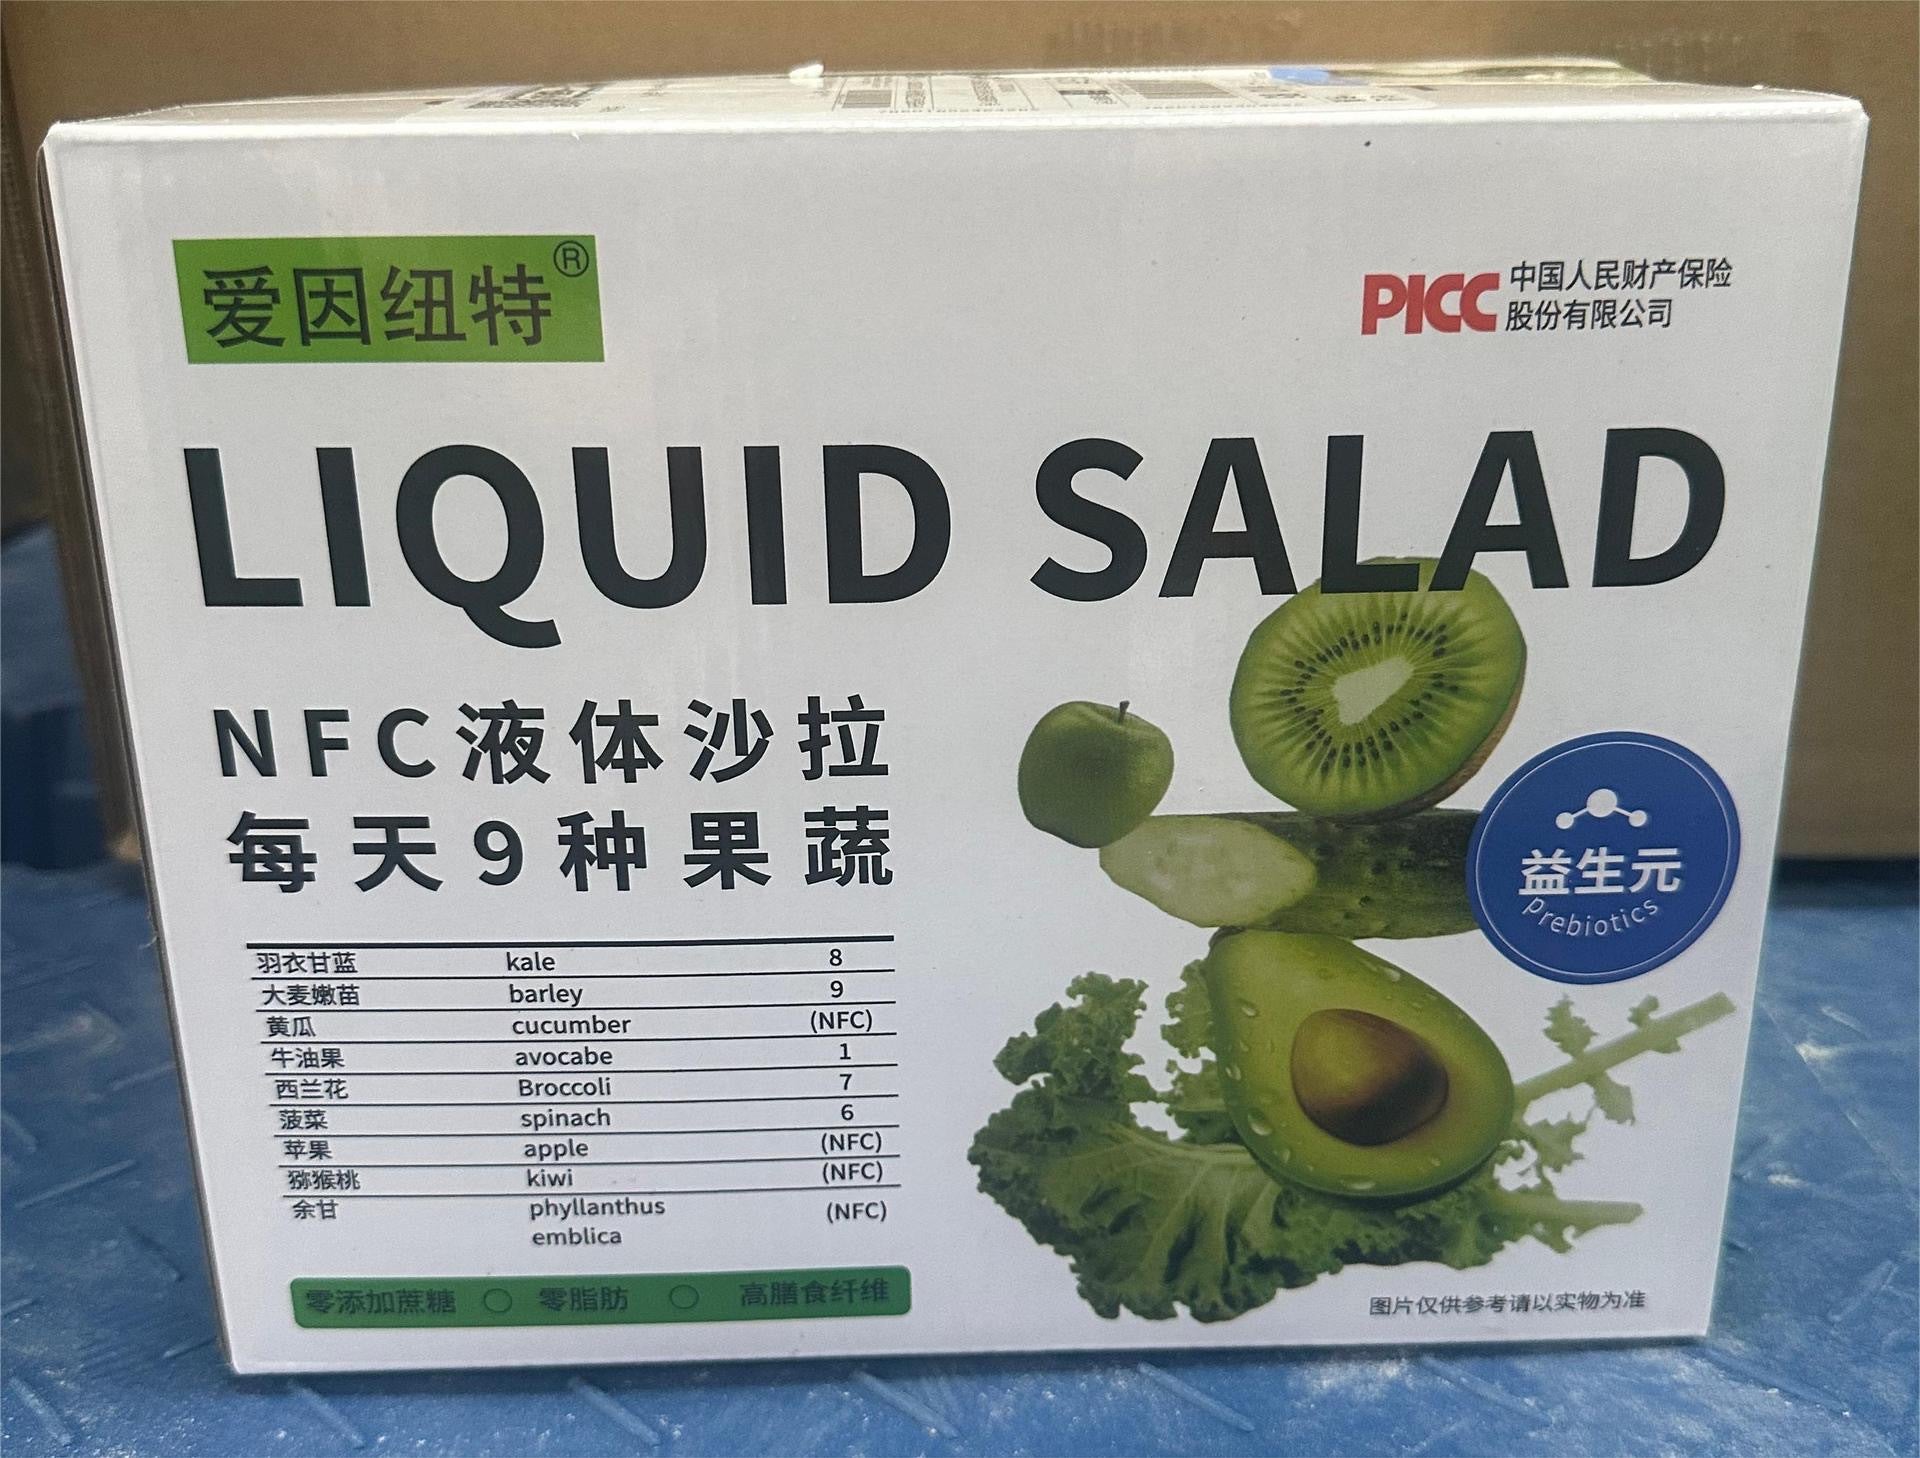 爱因纽特®
PICC 中国人民财产保险
股份有限公司
LIQUID SALAD
NFC液体沙拉
每天9种果蔬
羽衣甘蓝 kale 8
大麦嫩苗 barley 9
黄瓜 cucumber (NFC)
牛油果 avocabe 1
西兰花 Broccoli 7
菠菜 spinach 6
苹果 apple (NFC)
猕猴桃 kiwi (NFC)
余甘 phyllanthus (NFC)
emblica
零添加蔗糖 ○ 零脂肪 ○ 高膳食纤维
益生元
Prebiotics
图片仅供参考请以实物为准